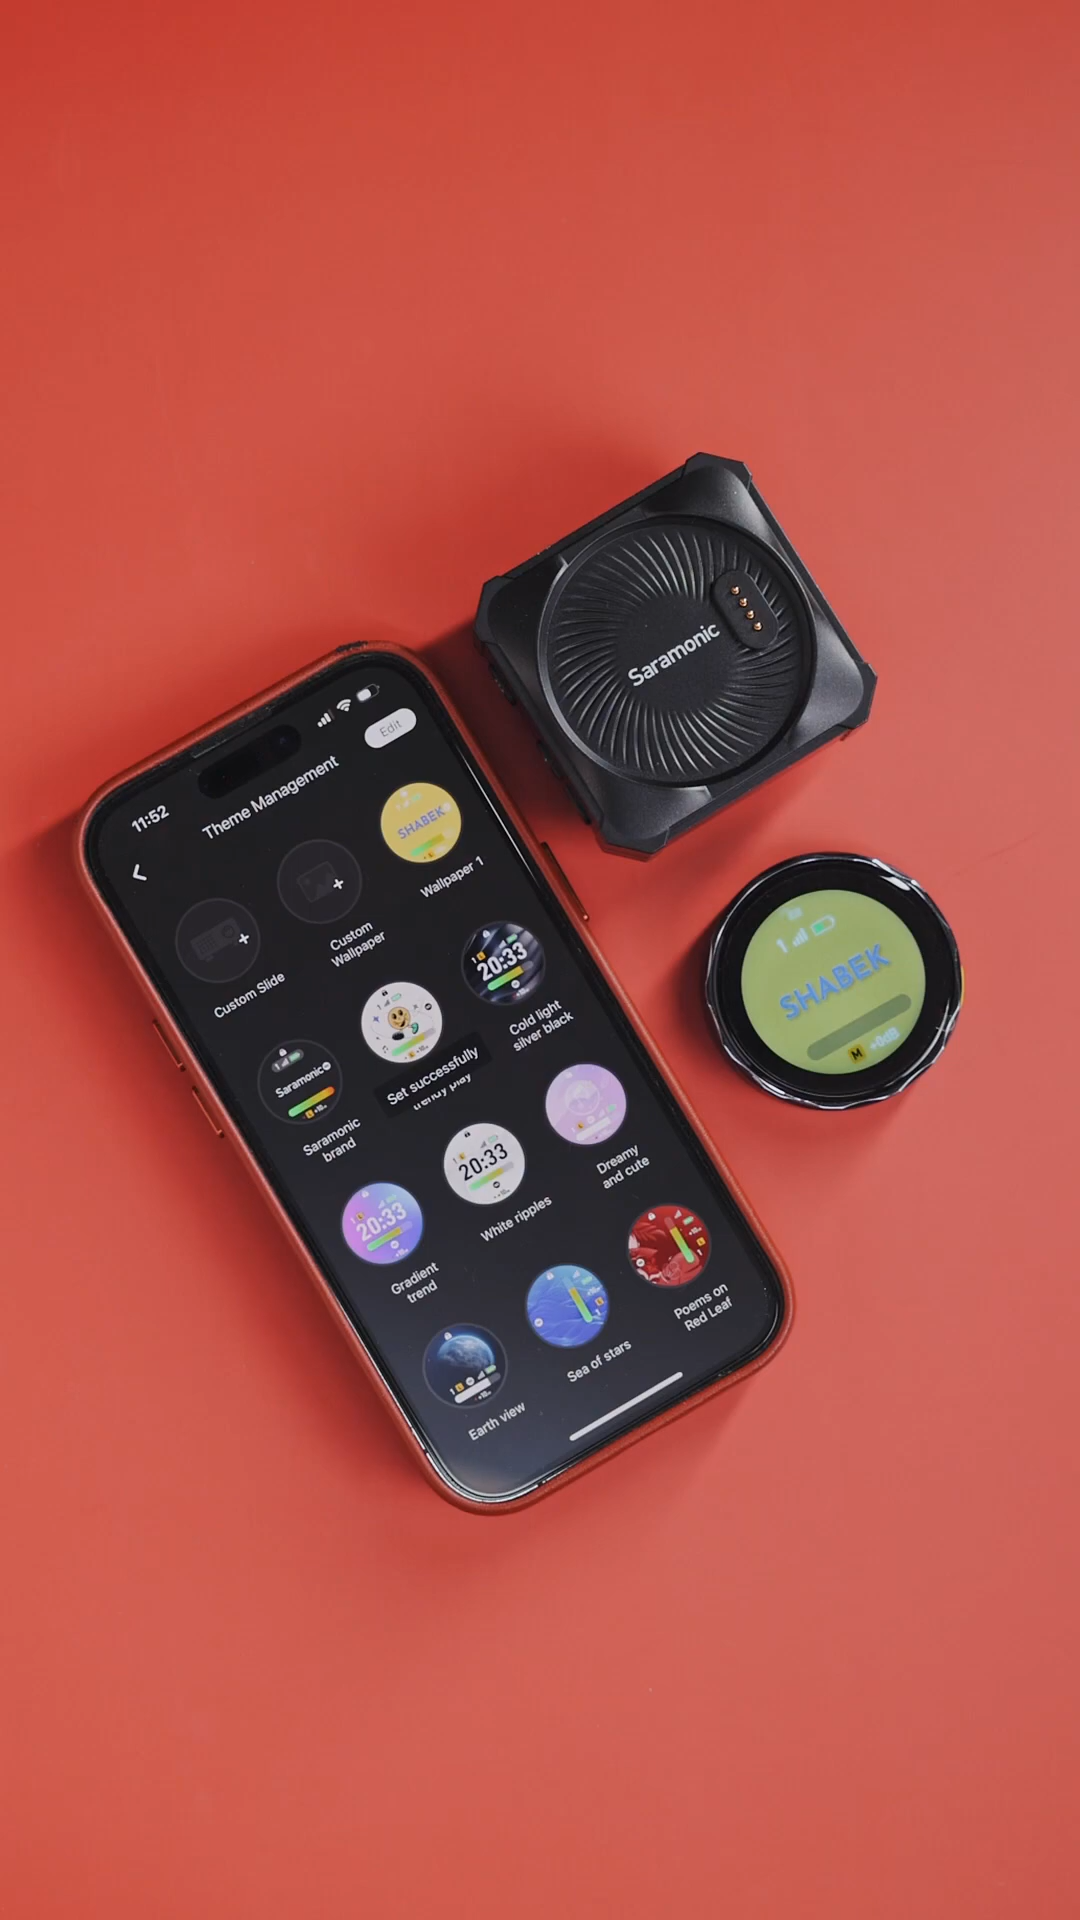 11:52
Edit
Theme Management
Custom Slide
Custom
Wallpaper
SHABEK
Wallpaper 1
Saramonic
Saramonic
brand
Set successfully
20:33
Cold light
silver black
20:33
Gradient
trend
20:33
White ripples
Dreamy
and cute
Earth view
Sea of stars
Poems on
Red Leaf
Saramonic
1
SHABEK
M +0dB